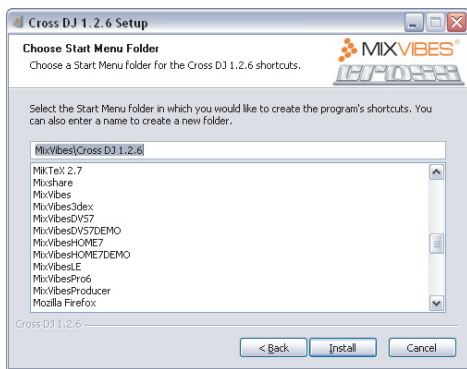 Cross DJ 1.2.6 Setup
Choose Start Menu Folder
Choose a Start Menu folder for the Cross DJ 1.2.6 shortcuts.
MIXVIBES®
CROSS
Select the Start Menu folder in which you would like to create the program's shortcuts. You
can also enter a name to create a new folder.
MixVibes\Cross DJ 1.2.6
MiKTeX 2.7
Mixshare
MixVibes
MixVibes3dex
MixVibesDVS7
MixVibesDVS7DEMO
MixVibesHOME7
MixVibesHOME7DEMO
MixVibesLE
MixVibesPro6
MixVibesProducer
Mozilla Firefox
Cross DJ 1.2.6
< Back
Install
Cancel